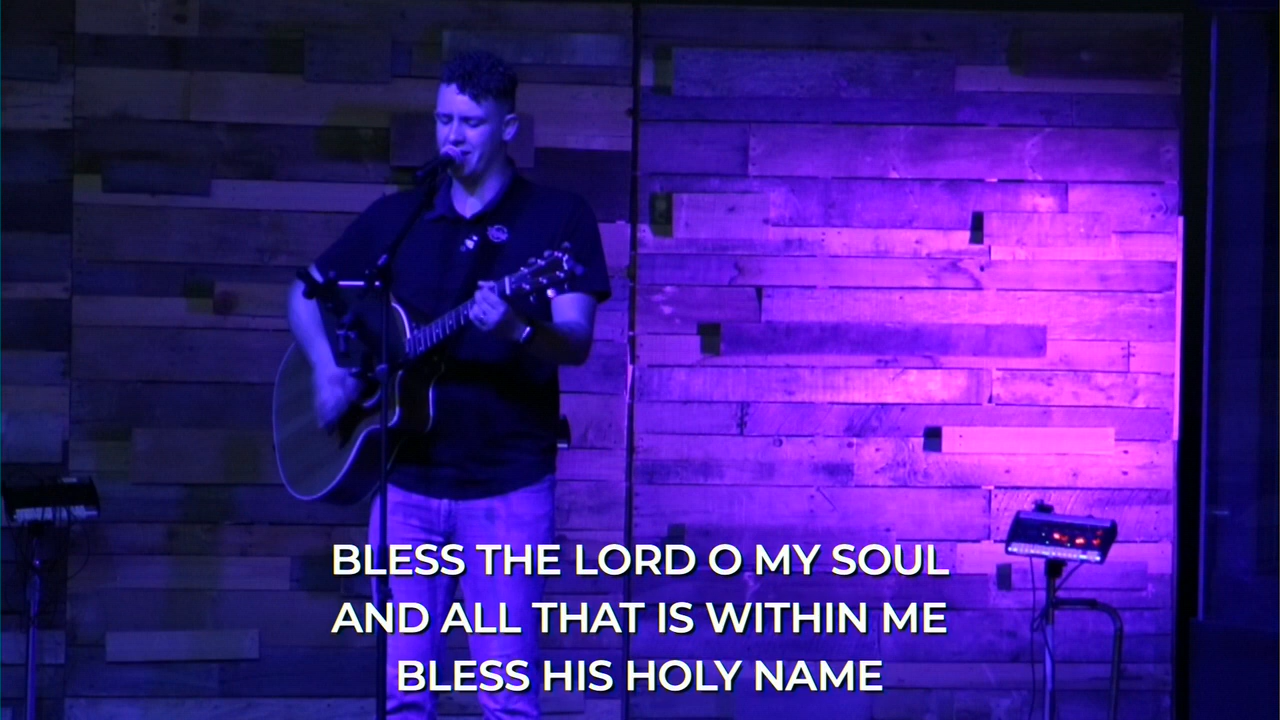 BLESS THE LORD O MY SOUL
AND ALL THAT IS WITHIN ME
BLESS HIS HOLY NAME